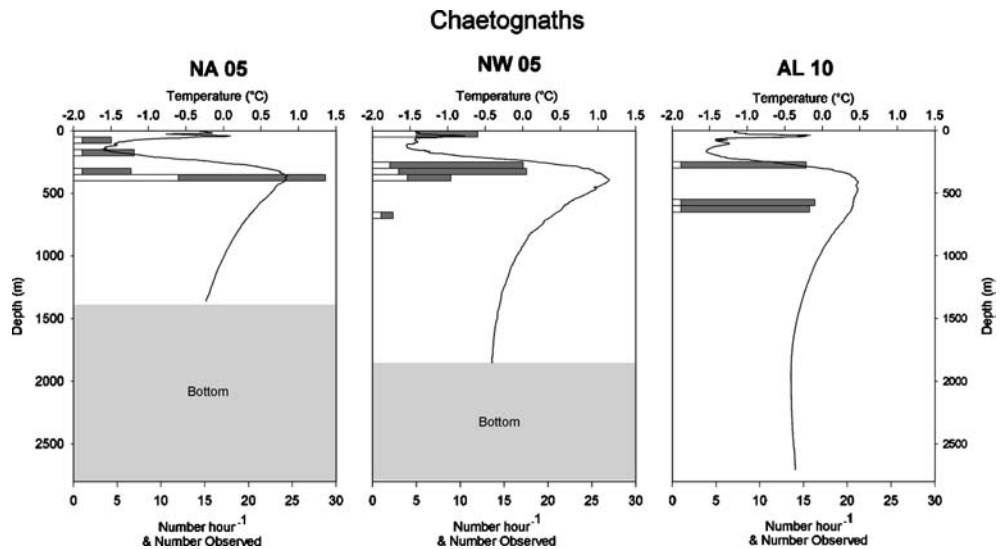 Chaetognaths
NA 05
NW 05
AL 10
Temperature (°C)
Temperature (°C)
Temperature (°C)
-2.0 -1.5 -1.0 -0.5 0.0 0.5 1.0 1.5
-2.0 -1.5 -1.0 -0.5 0.0 0.5 1.0 1.5
-2.0 -1.5 -1.0 -0.5 0.0 0.5 1.0 1.5
Depth (m)
0
500
1000
1500
2000
2500
Bottom
Bottom
0
500
1000
1500
2000
2500
Depth (m)
0 5 10 15 20 25 30
0 5 10 15 20 25 30
0 5 10 15 20 25 30
Number hour-1
& Number Observed
Number hour-1
& Number Observed
Number hour-1
& Number Observed